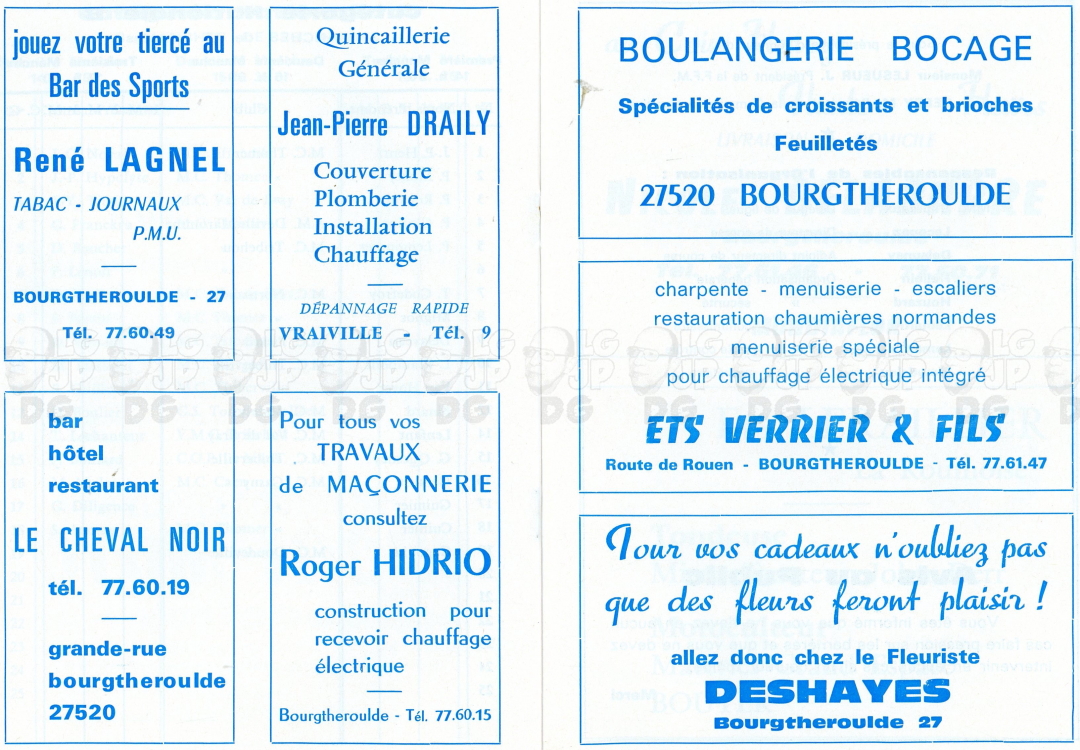 jouez votre tiercé au
Bar des Sports
René LAGNEL
TABAC - JOURNAUX
P.M.U.
BOURGTHEROULDE - 27
Tél. 77.60.49
Quincaillerie
Générale
Jean-Pierre DRAILY
Couverture
Plomberie
Installation
Chauffage
DÉPANNAGE RAPIDE
VRAIVILLE - Tél. 9
bar
hôtel
restaurant
LE CHEVAL NOIR
tél. 77.60.19
grande-rue
bourgtheroulde
27520
Pour tous vos
TRAVAUX
de MAÇONNERIE
consultez
Roger HIDRIO
construction pour
recevoir chauffage
électrique
Bourgtheroulde - Tél. 77.60.15
BOULANGERIE BOCAGE
Spécialités de croissants et brioches
Feuilletés
27520 BOURGTHEROULDE
charpente - menuiserie - escaliers
restauration chaumières normandes
menuiserie spéciale
pour chauffage électrique intégré
ETS VERRIER & FILS
Route de Rouen - BOURGTHEROULDE - Tél. 77.61.47
Pour vos cadeaux n'oubliez pas
que des fleurs feront plaisir !
allez donc chez le Fleuriste
DESHAYES
Bourgtheroulde 27